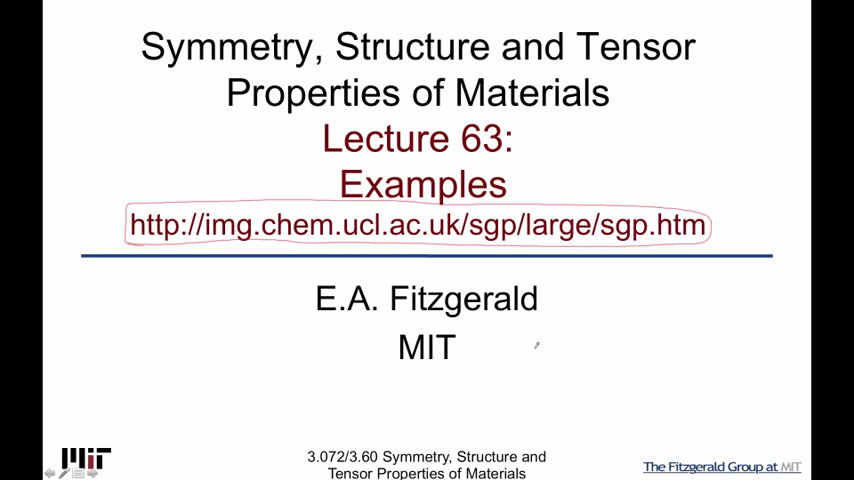 Symmetry, Structure and Tensor
Properties of Materials
Lecture 63:
Examples
http://img.chem.ucl.ac.uk/sgp/large/sgp.htm
E.A. Fitzgerald
MIT
MIT
3.072/3.60 Symmetry, Structure and
Tensor Properties of Materials
The Fitzgerald Group at MIT